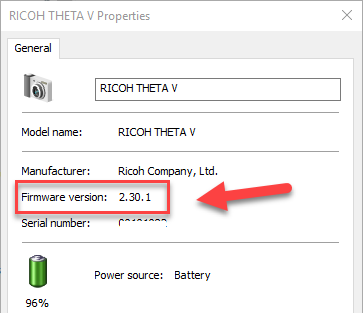 RICOH THETA V Properties
General
RICOH THETA V
Model name: RICOH THETA V
Manufacturer: Ricoh Company, Ltd.
Firmware version: 2.30.1
Serial number:
Power source: Battery
96%